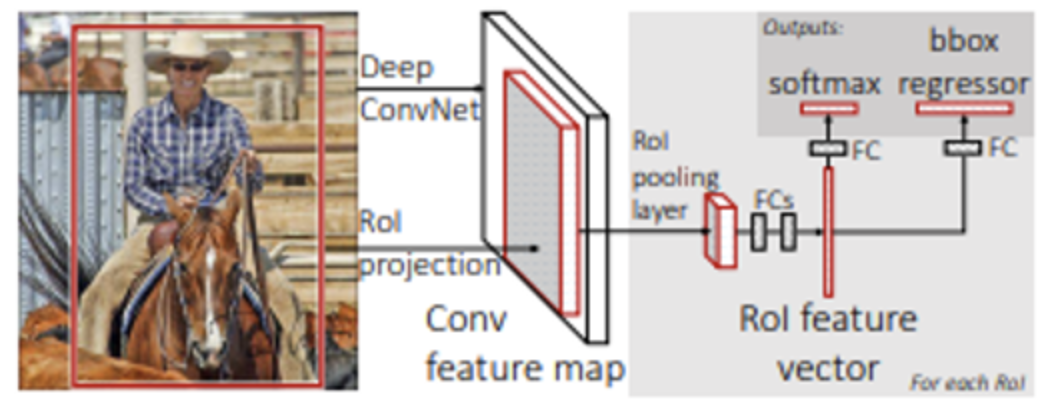 Deep
ConvNet
RoI
projection
Conv
feature map
RoI
pooling
layer
FCs
RoI feature
vector
For each RoI
Outputs:
softmax
bbox
regressor
FC
FC